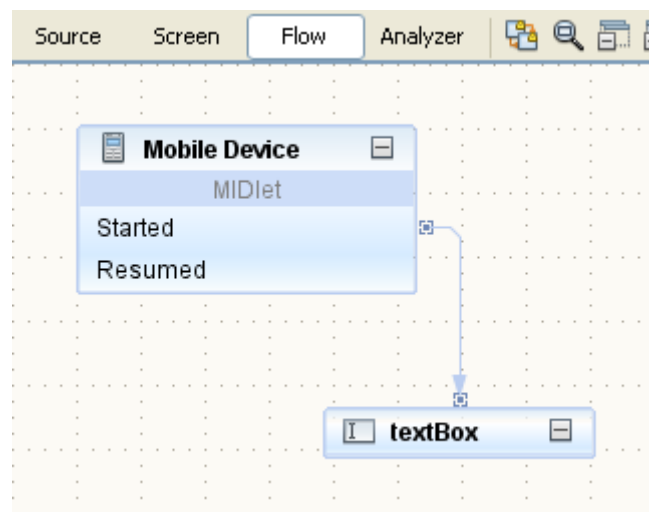 Source Screen Flow Analyzer
Mobile Device
MIDlet
Started
Resumed
textBox